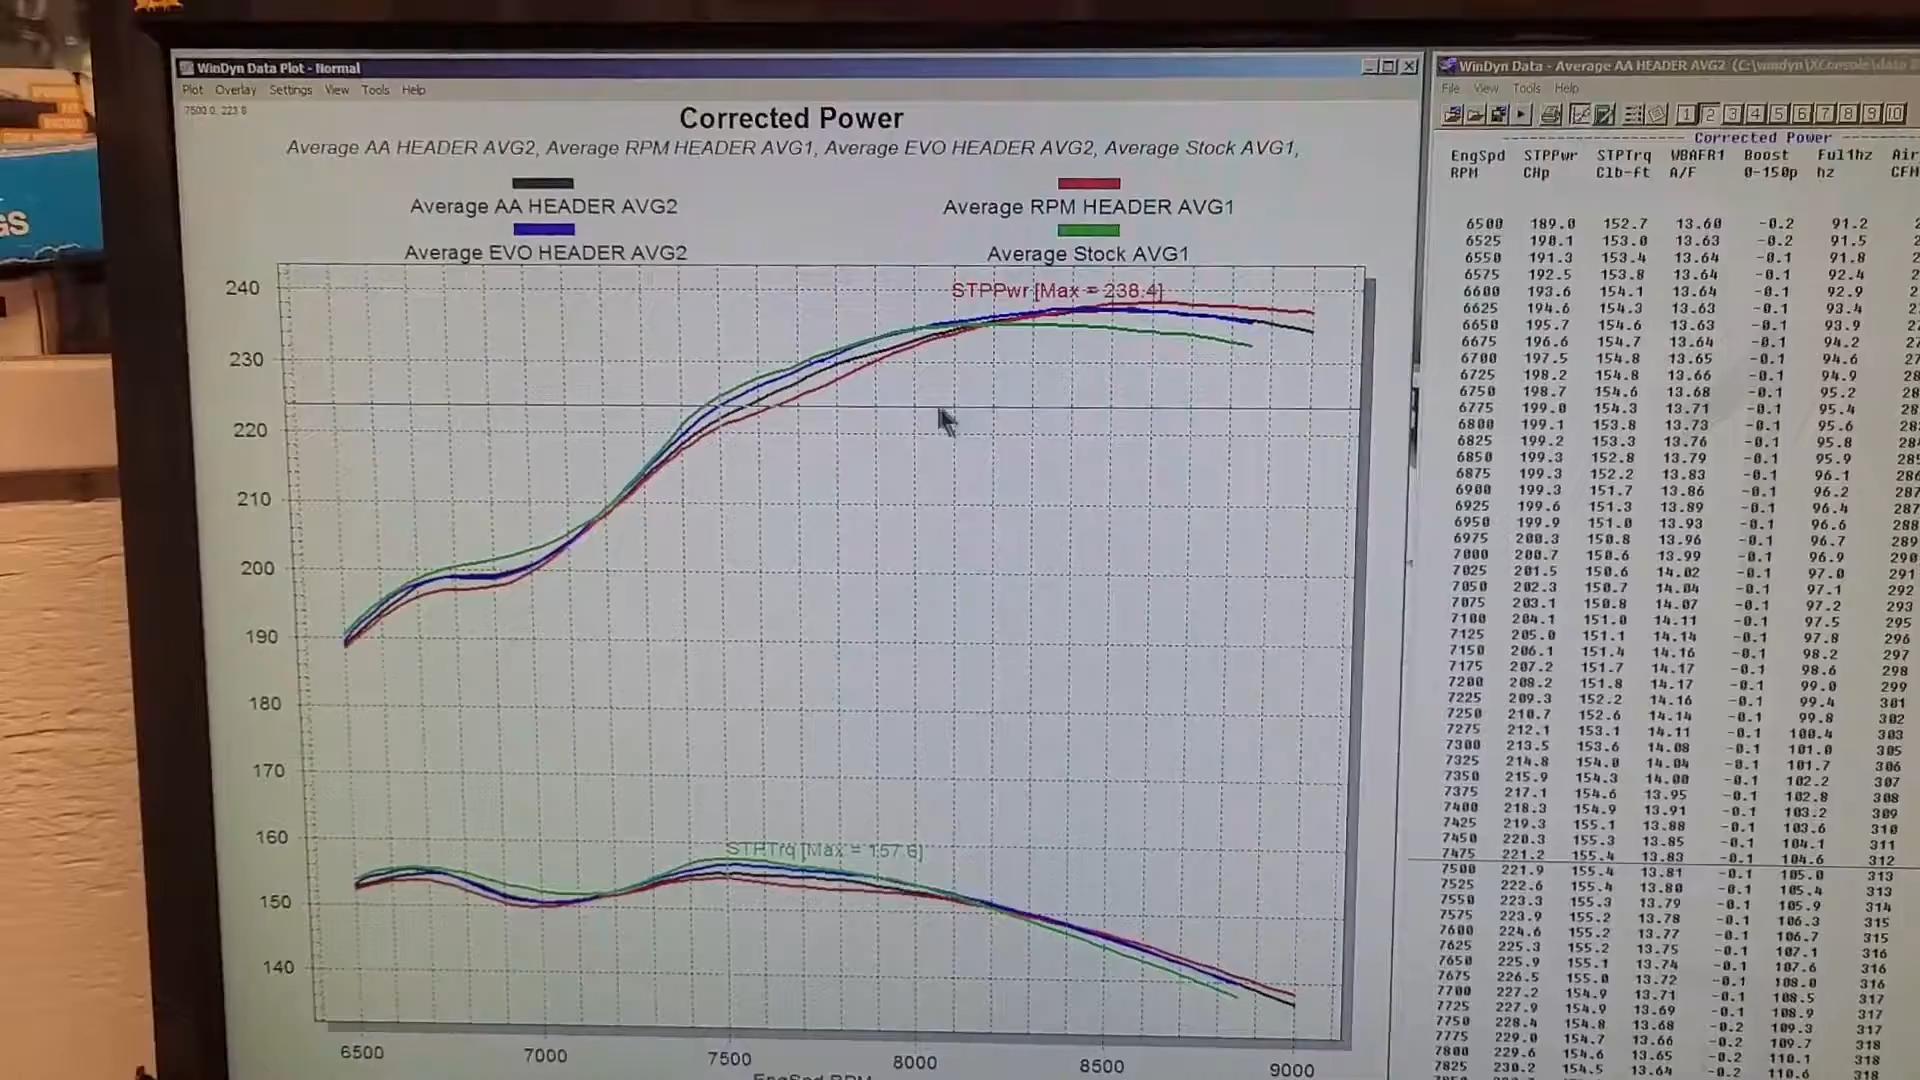 WinDyn Data Plot - Normal
Plot Overlay Settings View Tools Help
7500 0, 223 8
Corrected Power
Average AA HEADER AVG2, Average RPM HEADER AVG1, Average EVO HEADER AVG2, Average Stock AVG1,
Average AA HEADER AVG2
Average RPM HEADER AVG1
Average EVO HEADER AVG2
Average Stock AVG1
240
STPPwr [Max = 238.4]
230
220
210
200
190
180
170
160
STPTrq [Max = 157.6]
150
140
6500 7000 7500 8000 8500 9000
EngSpd RPM
GS
WinDyn Data - Average AA HEADER AVG2 (C:\windyn\XConsole\data
File View Tools Help
1 2 3 4 5 6 7 8 9 10
Corrected Power
EngSpd STPPwr STPTrq WBAFR1 Boost Ful1hz Air
RPM CHp Clb-ft A/F 0-150p hz CFM
6500 189.0 152.7 13.60 -0.2 91.2
6525 190.1 153.0 13.63 -0.2 91.5
6550 191.3 153.4 13.64 -0.1 91.8
6575 192.5 153.8 13.64 -0.1 92.4
6600 193.6 154.1 13.64 -0.1 92.9
6625 194.6 154.3 13.63 -0.1 93.4
6650 195.7 154.6 13.63 -0.1 93.9
6675 196.6 154.7 13.64 -0.1 94.2
6700 197.5 154.8 13.65 -0.1 94.6
6725 198.2 154.8 13.66 -0.1 94.9
6750 198.7 154.6 13.68 -0.1 95.2
6775 199.0 154.3 13.71 -0.1 95.4
6800 199.1 153.8 13.73 -0.1 95.6
6825 199.2 153.3 13.76 -0.1 95.8
6850 199.3 152.8 13.79 -0.1 95.9
6875 199.3 152.2 13.83 -0.1 96.1
6900 199.3 151.7 13.86 -0.1 96.2
6925 199.6 151.3 13.89 -0.1 96.4
6950 199.9 151.0 13.93 -0.1 96.6
6975 200.3 150.8 13.96 -0.1 96.7 289
7000 200.7 150.6 13.99 -0.1 96.9 290
7025 201.5 150.6 14.02 -0.1 97.0 291
7050 202.3 150.7 14.04 -0.1 97.1 292
7075 203.1 150.8 14.07 -0.1 97.2 293
7100 204.1 151.0 14.11 -0.1 97.5 295
7125 205.0 151.1 14.14 -0.1 97.8 296
7150 206.1 151.4 14.16 -0.1 98.2 297
7175 207.2 151.7 14.17 -0.1 98.6 298
7200 208.2 151.8 14.17 -0.1 99.0 299
7225 209.3 152.2 14.16 -0.1 99.4 301
7250 210.7 152.6 14.14 -0.1 99.8 302
7275 212.1 153.1 14.11 -0.1 100.4 303
7300 213.5 153.6 14.08 -0.1 101.0 305
7325 214.8 154.0 14.04 -0.1 101.7 306
7350 215.9 154.3 14.00 -0.1 102.2 307
7375 217.1 154.6 13.95 -0.1 102.8 308
7400 218.3 154.9 13.91 -0.1 103.2 309
7425 219.3 155.1 13.88 -0.1 103.6 310
7450 220.3 155.3 13.85 -0.1 104.1 311
7475 221.2 155.4 13.83 -0.1 104.6 312
7500 221.9 155.4 13.81 -0.1 105.0 313
7525 222.6 155.4 13.80 -0.1 105.4 313
7550 223.3 155.3 13.79 -0.1 105.9 314
7575 223.9 155.2 13.78 -0.1 106.3 315
7600 224.6 155.2 13.77 -0.1 106.7 315
7625 225.3 155.2 13.75 -0.1 107.1 316
7650 225.9 155.1 13.74 -0.1 107.6 316
7675 226.5 155.0 13.72 -0.1 108.0 316
7700 227.2 154.9 13.71 -0.1 108.5 317
7725 227.9 154.9 13.69 -0.1 108.9 317
7750 228.4 154.8 13.68 -0.2 109.3 317
7775 229.0 154.7 13.66 -0.2 109.7 318
7800 229.6 154.6 13.65 -0.2 110.1 318
7825 230.2 154.5 13.64 -0.2 110.6 318